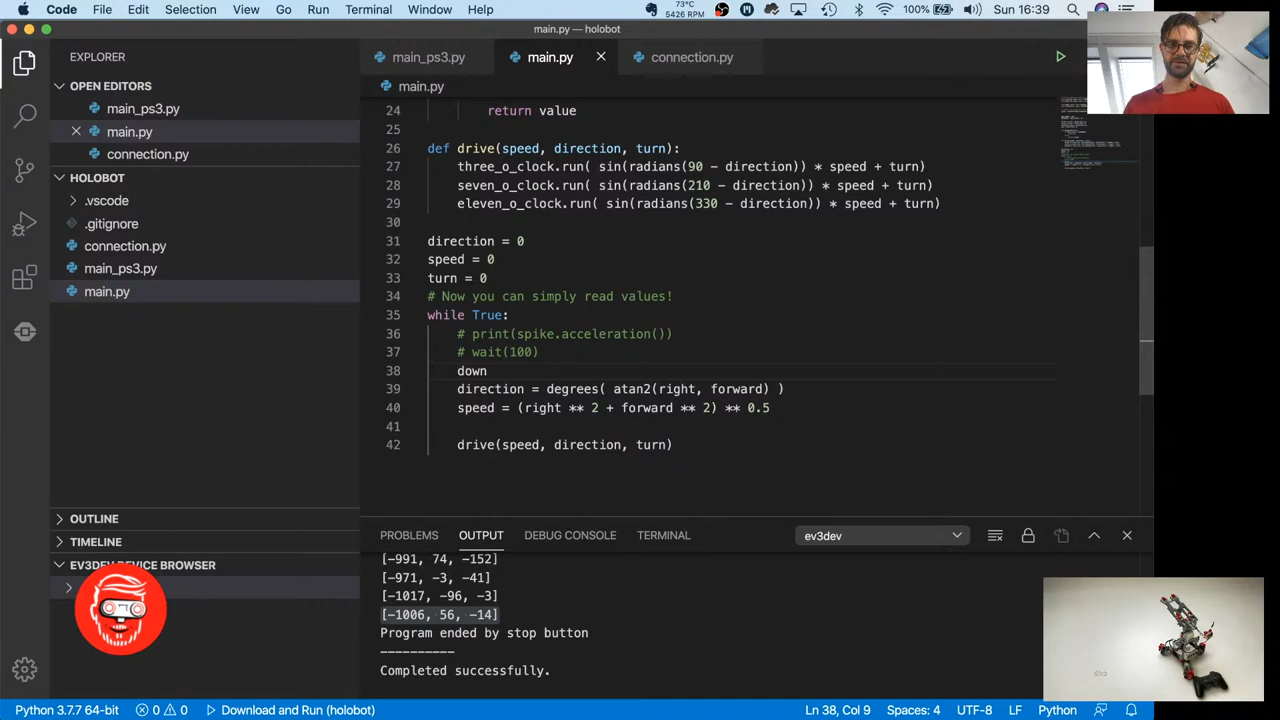 Code File Edit Selection View Go Run Terminal Window Help 73°C 5426 RPM 100% Sun 16:39
main.py — holobot
EXPLORER
OPEN EDITORS
main_ps3.py
main.py
connection.py
HOLOBOT
.vscode
.gitignore
connection.py
main_ps3.py
main.py
OUTLINE
TIMELINE
EV3DEV DEVICE BROWSER
main_ps3.py main.py connection.py
main.py
24 return value
25
26 def drive(speed, direction, turn):
27 three_o_clock.run( sin(radians(90 - direction)) * speed + turn)
28 seven_o_clock.run( sin(radians(210 - direction)) * speed + turn)
29 eleven_o_clock.run( sin(radians(330 - direction)) * speed + turn)
30
31 direction = 0
32 speed = 0
33 turn = 0
34 # Now you can simply read values!
35 while True:
36 # print(spike.acceleration())
37 # wait(100)
38 down
39 direction = degrees( atan2(right, forward) )
40 speed = (right ** 2 + forward ** 2) ** 0.5
41
42 drive(speed, direction, turn)
PROBLEMS OUTPUT DEBUG CONSOLE TERMINAL ev3dev
[-991, 74, -152]
[-971, -3, -41]
[-1017, -96, -3]
[-1006, 56, -14]
Program ended by stop button
----------
Completed successfully.
Python 3.7.7 64-bit 0 0 Download and Run (holobot) Ln 38, Col 9 Spaces: 4 UTF-8 LF Python